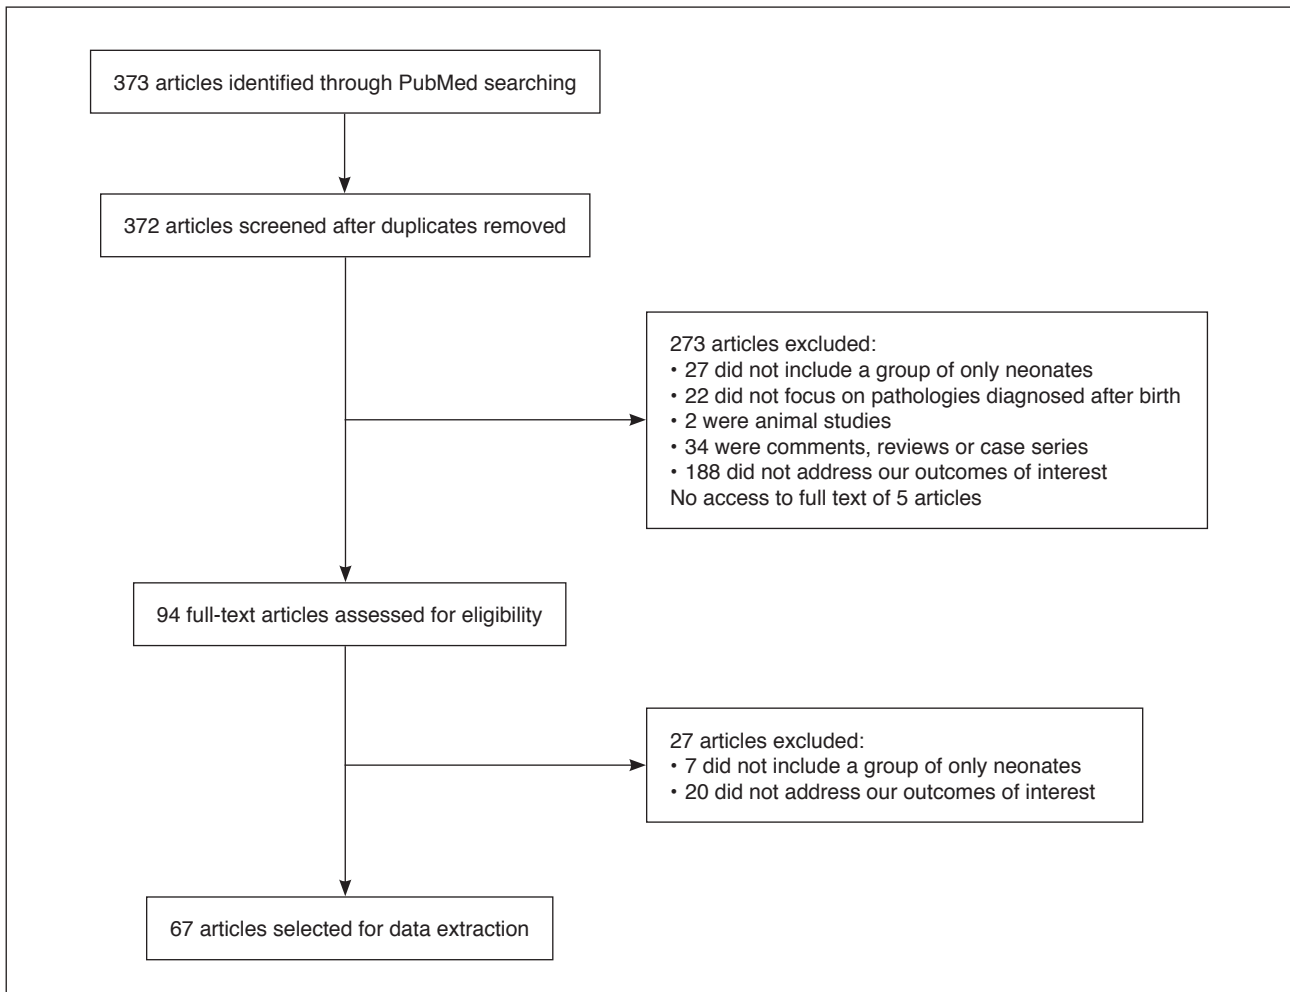 373 articles identified through PubMed searching
372 articles screened after duplicates removed
273 articles excluded:
• 27 did not include a group of only neonates
• 22 did not focus on pathologies diagnosed after birth
• 2 were animal studies
• 34 were comments, reviews or case series
• 188 did not address our outcomes of interest
No access to full text of 5 articles
94 full-text articles assessed for eligibility
27 articles excluded:
• 7 did not include a group of only neonates
• 20 did not address our outcomes of interest
67 articles selected for data extraction